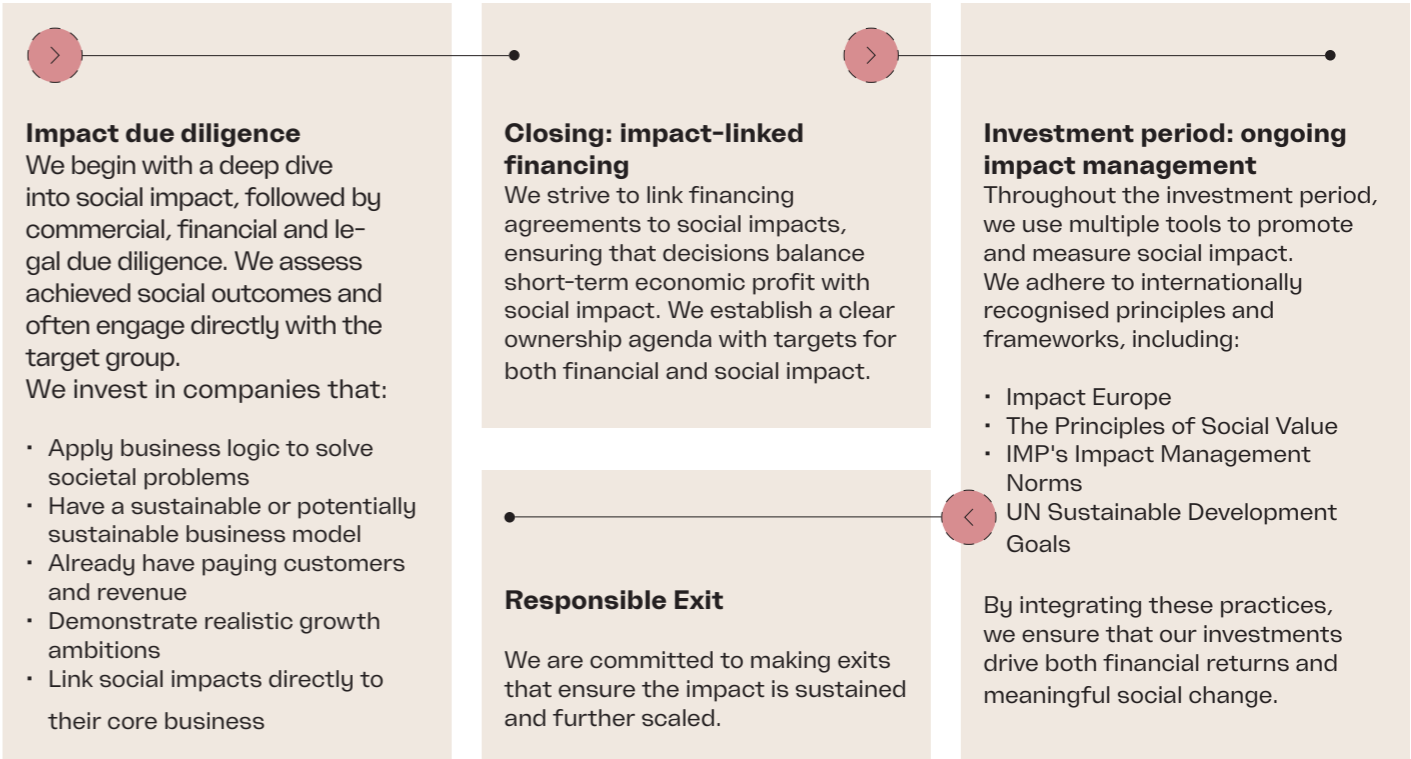 Impact due diligence
We begin with a deep dive
into social impact, followed by
commercial, financial and le-
gal due diligence. We assess
achieved social outcomes and
often engage directly with the
target group.
We invest in companies that:
· Apply business logic to solve
societal problems
· Have a sustainable or potentially
sustainable business model
· Already have paying customers
and revenue
· Demonstrate realistic growth
ambitions
· Link social impacts directly to
their core business
Closing: impact-linked
financing
We strive to link financing
agreements to social impacts,
ensuring that decisions balance
short-term economic profit with
social impact. We establish a clear
ownership agenda with targets for
both financial and social impact.
Investment period: ongoing
impact management
Throughout the investment period,
we use multiple tools to promote
and measure social impact.
We adhere to internationally
recognised principles and
frameworks, including:
· Impact Europe
· The Principles of Social Value
· IMP's Impact Management
Norms
UN Sustainable Development
Goals
By integrating these practices,
we ensure that our investments
drive both financial returns and
meaningful social change.
Responsible Exit
We are committed to making exits
that ensure the impact is sustained
and further scaled.